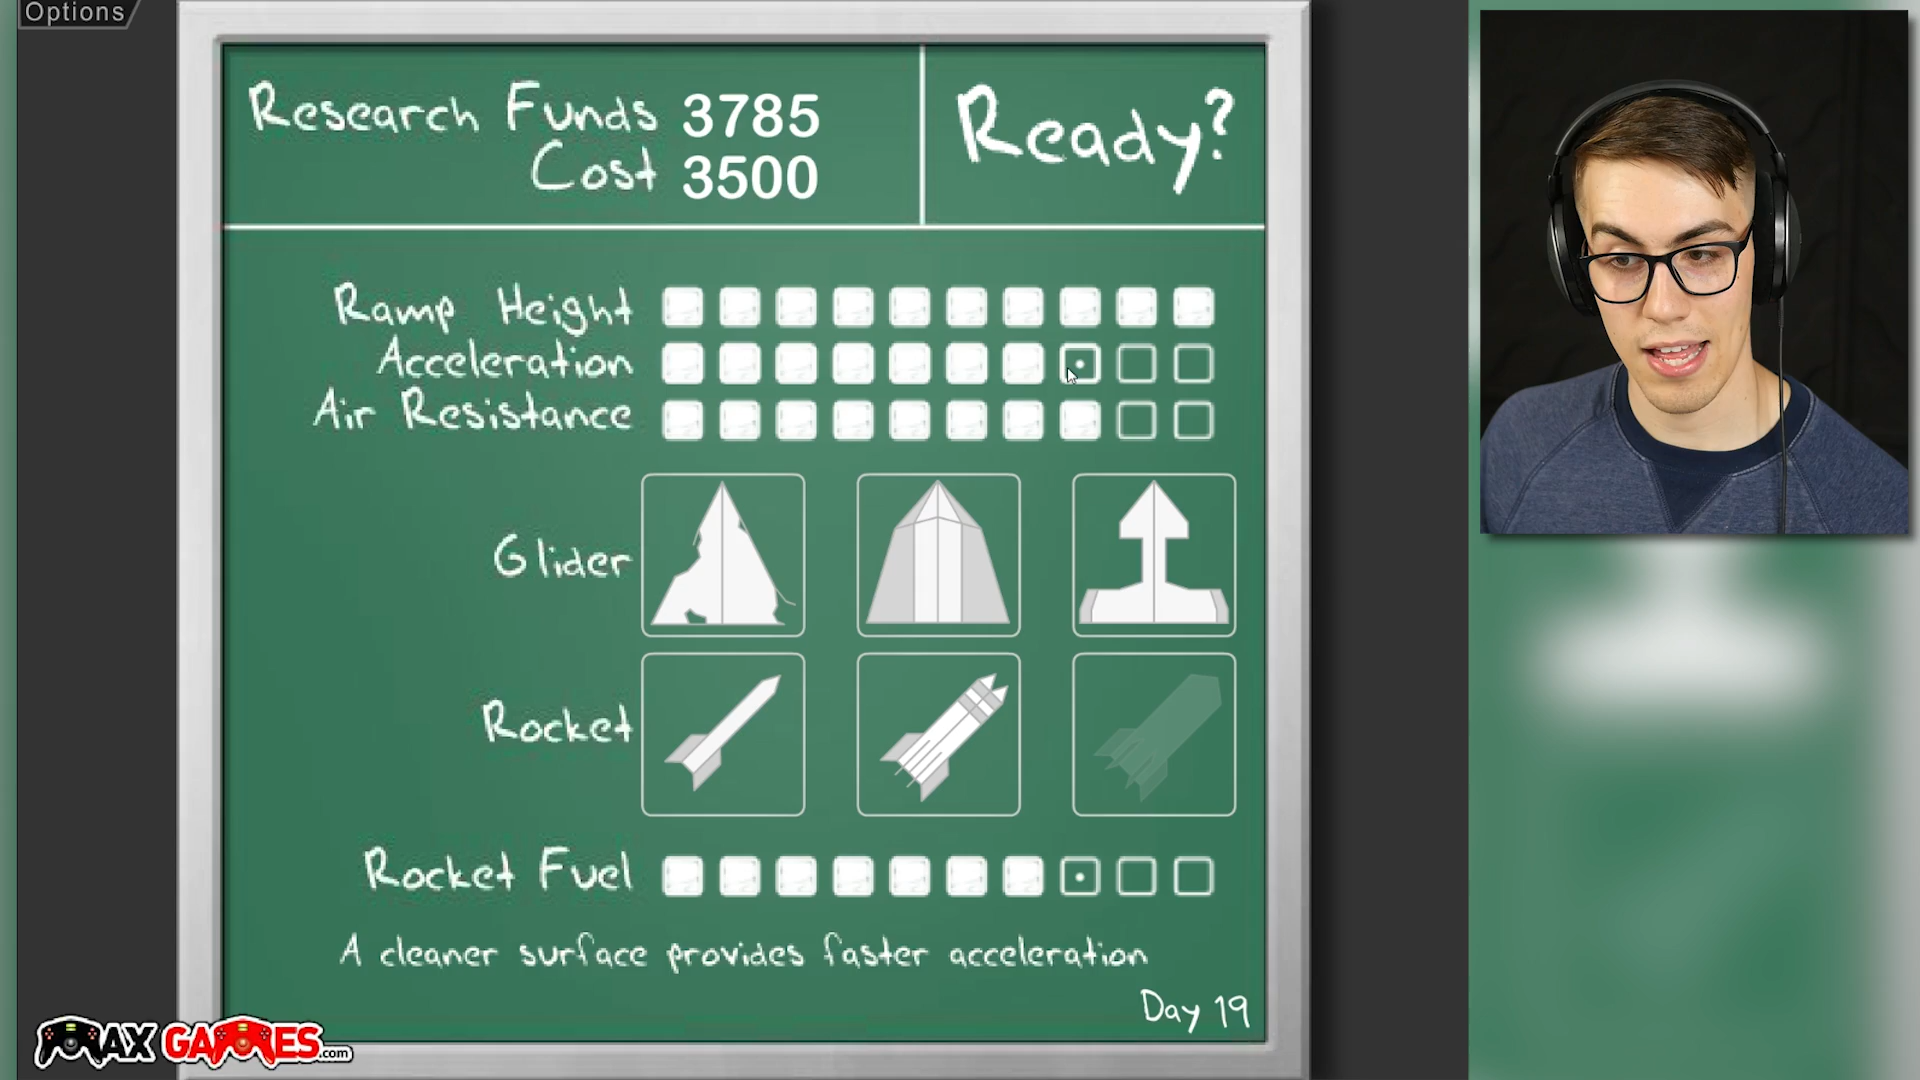 Options
Research Funds 3785
Cost 3500
Ready?
Ramp Height
Acceleration
Air Resistance
Glider
Rocket
Rocket Fuel
A cleaner surface provides faster acceleration
Day 19
MAX GAMES.com